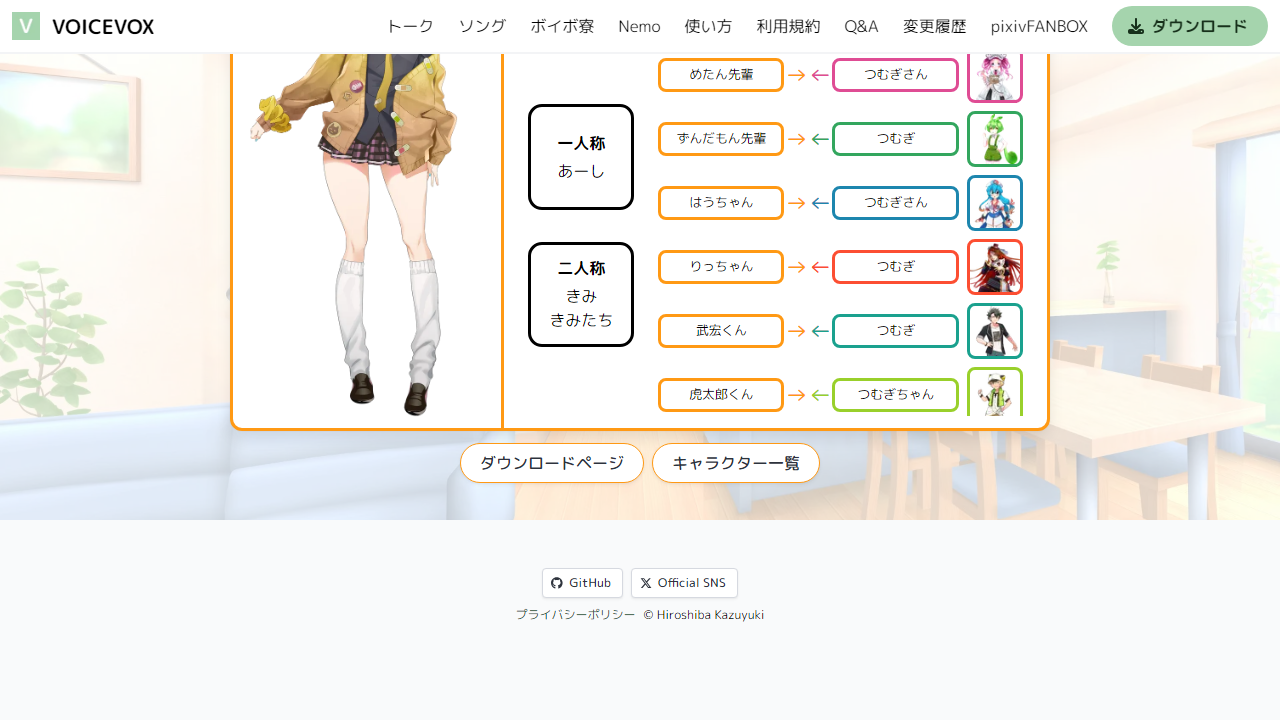 V VOICEVOX トーク ソング ボイボ寮 Nemo 使い方 利用規約 Q&A 変更履歴 pixivFANBOX ダウンロード
一人称
あーし
二人称
きみ
きみたち
めたん先輩 → ← つむぎさん
ずんだもん先輩 → ← つむぎ
はうちゃん → ← つむぎさん
りっちゃん → ← つむぎ
武宏くん → ← つむぎ
虎太郎くん → ← つむぎちゃん
ダウンロードページ キャラクター一覧
GitHub Official SNS
プライバシーポリシー © Hiroshiba Kazuyuki